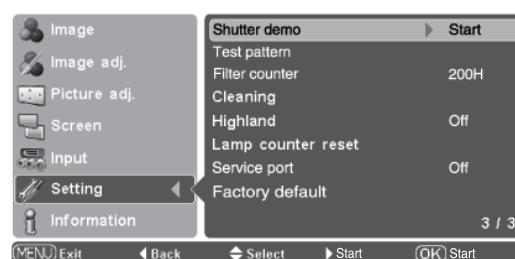 Image
Image adj.
Picture adj.
Screen
Input
Setting
Information
Shutter demo Start
Test pattern
Filter counter 200H
Cleaning
Highland Off
Lamp counter reset
Service port Off
Factory default
3 / 3
MENU Exit Back Select Start OK Start